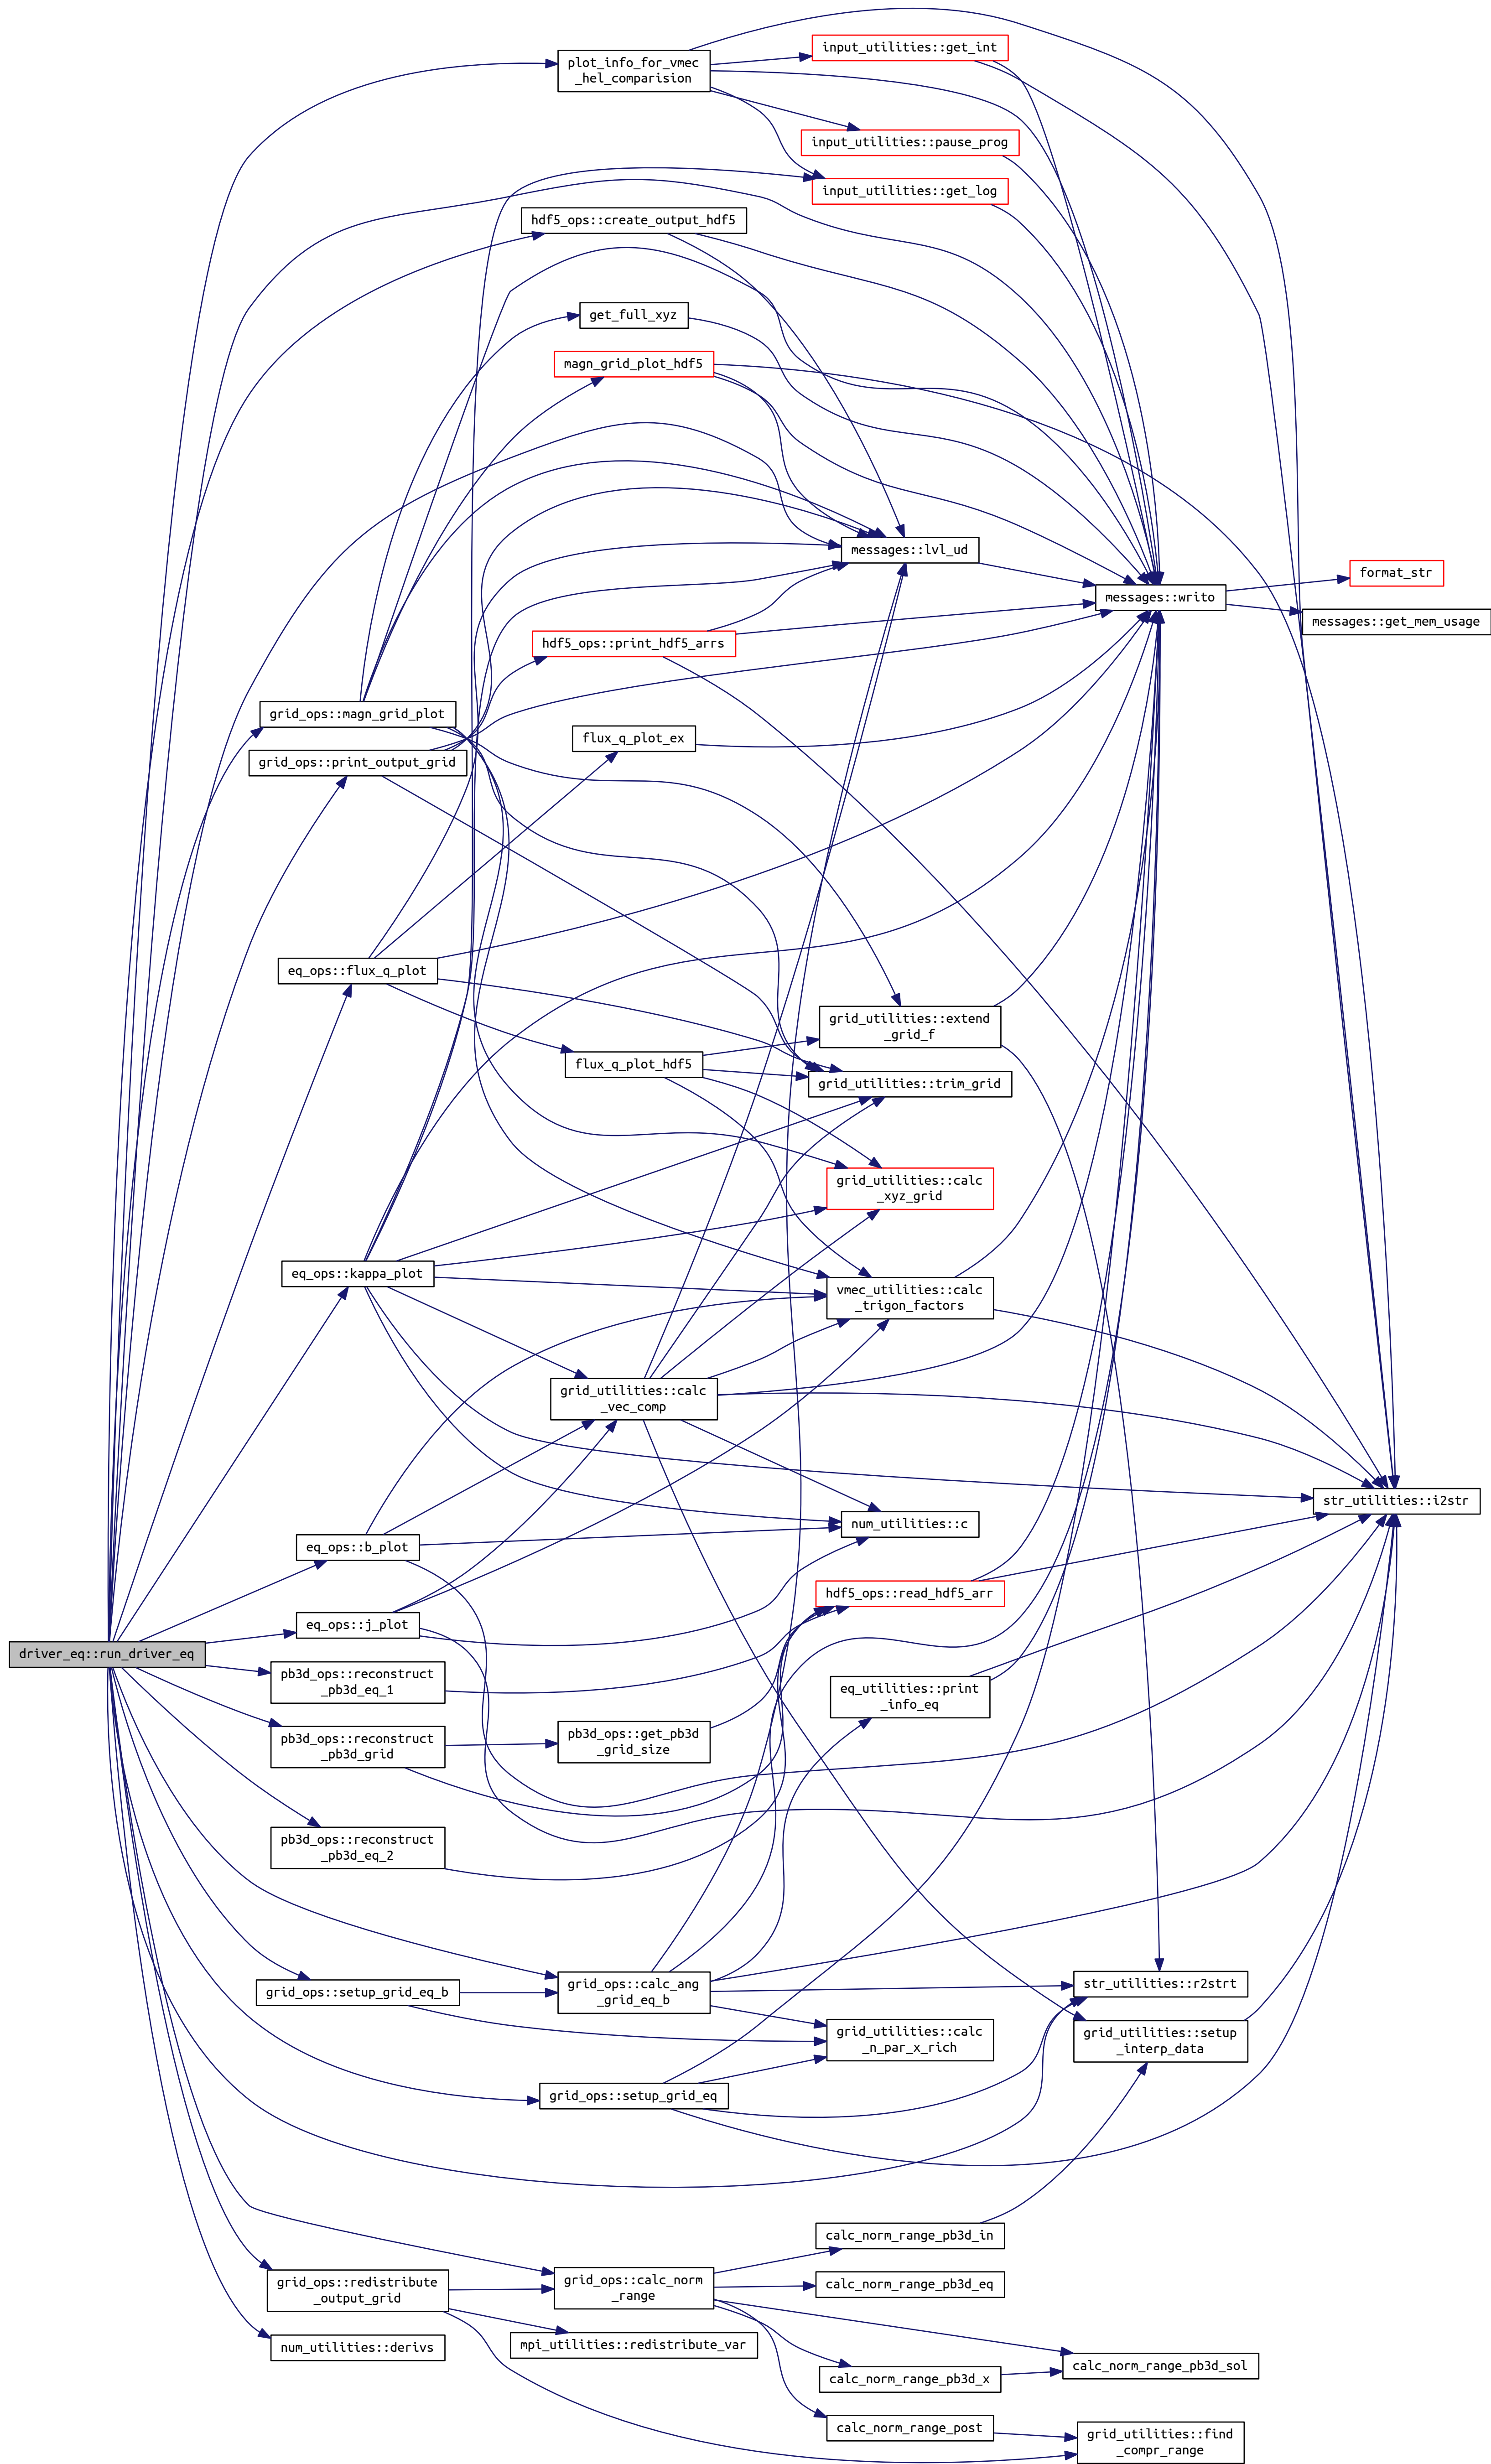 plot_info_for_vmec
_hel_comparision
input_utilities::get_int
input_utilities::pause_prog
input_utilities::get_log
hdf5_ops::create_output_hdf5
get_full_xyz
magn_grid_plot_hdf5
messages::lvl_ud
messages::writo
format_str
messages::get_mem_usage
hdf5_ops::print_hdf5_arrs
grid_ops::magn_grid_plot
flux_q_plot_ex
grid_ops::print_output_grid
eq_ops::flux_q_plot
grid_utilities::extend
_grid_f
flux_q_plot_hdf5
grid_utilities::trim_grid
grid_utilities::calc
_xyz_grid
eq_ops::kappa_plot
vmec_utilities::calc
_trigon_factors
grid_utilities::calc
_vec_comp
str_utilities::i2str
num_utilities::c
eq_ops::b_plot
hdf5_ops::read_hdf5_arr
eq_ops::j_plot
driver_eq::run_driver_eq
pb3d_ops::reconstruct
_pb3d_eq_1
eq_utilities::print
_info_eq
pb3d_ops::reconstruct
_pb3d_grid
pb3d_ops::get_pb3d
_grid_size
pb3d_ops::reconstruct
_pb3d_eq_2
grid_ops::setup_grid_eq_b
grid_ops::calc_ang
_grid_eq_b
str_utilities::r2strt
grid_utilities::calc
_n_par_x_rich
grid_utilities::setup
_interp_data
grid_ops::setup_grid_eq
calc_norm_range_pb3d_in
grid_ops::redistribute
_output_grid
grid_ops::calc_norm
_range
calc_norm_range_pb3d_eq
num_utilities::derivs
mpi_utilities::redistribute_var
calc_norm_range_pb3d_sol
calc_norm_range_pb3d_x
calc_norm_range_post
grid_utilities::find
_compr_range